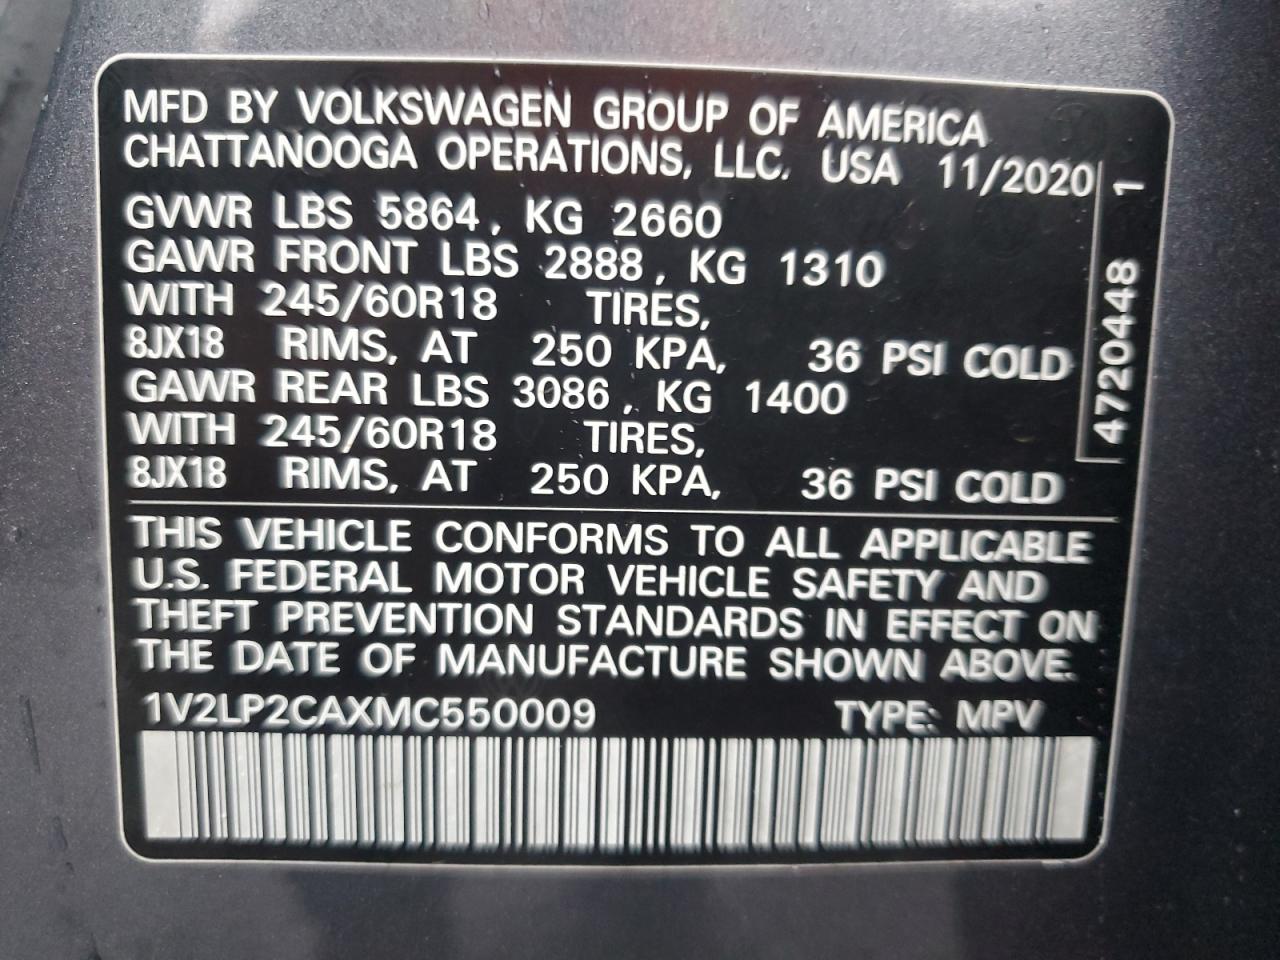 MFD BY VOLKSWAGEN GROUP OF AMERICA
CHATTANOOGA OPERATIONS, LLC. USA 11/2020
GVWR LBS 5864, KG 2660
GAWR FRONT LBS 2888, KG 1310
WITH 245/60R18 TIRES,
8JX18 RIMS, AT 250 KPA, 36 PSI COLD
GAWR REAR LBS 3086, KG 1400
WITH 245/60R18 TIRES,
8JX18 RIMS, AT 250 KPA, 36 PSI COLD
4720448 1
THIS VEHICLE CONFORMS TO ALL APPLICABLE
U.S. FEDERAL MOTOR VEHICLE SAFETY AND
THEFT PREVENTION STANDARDS IN EFFECT ON
THE DATE OF MANUFACTURE SHOWN ABOVE.
1V2LP2CAXMC550009 TYPE: MPV